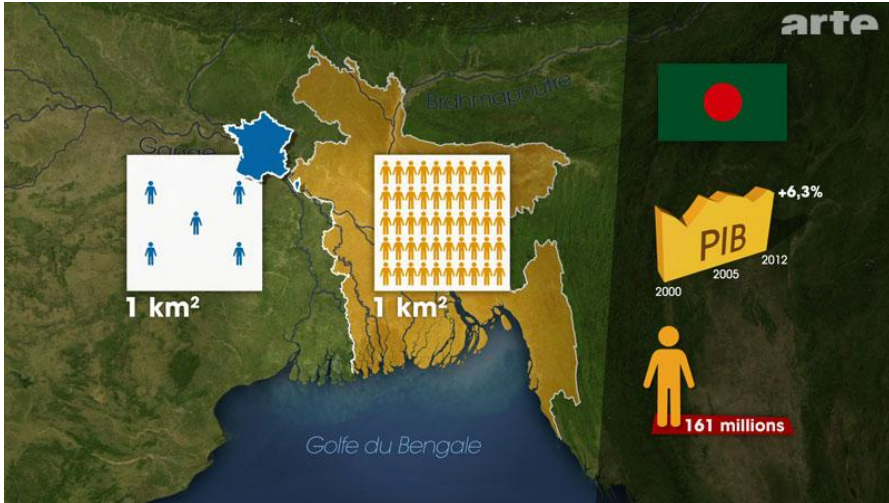 arte
Brahmapoutre
Gange
+6,3%
PIB
2012
2005
2000
1 km²
1 km²
161 millions
Golfe du Bengale